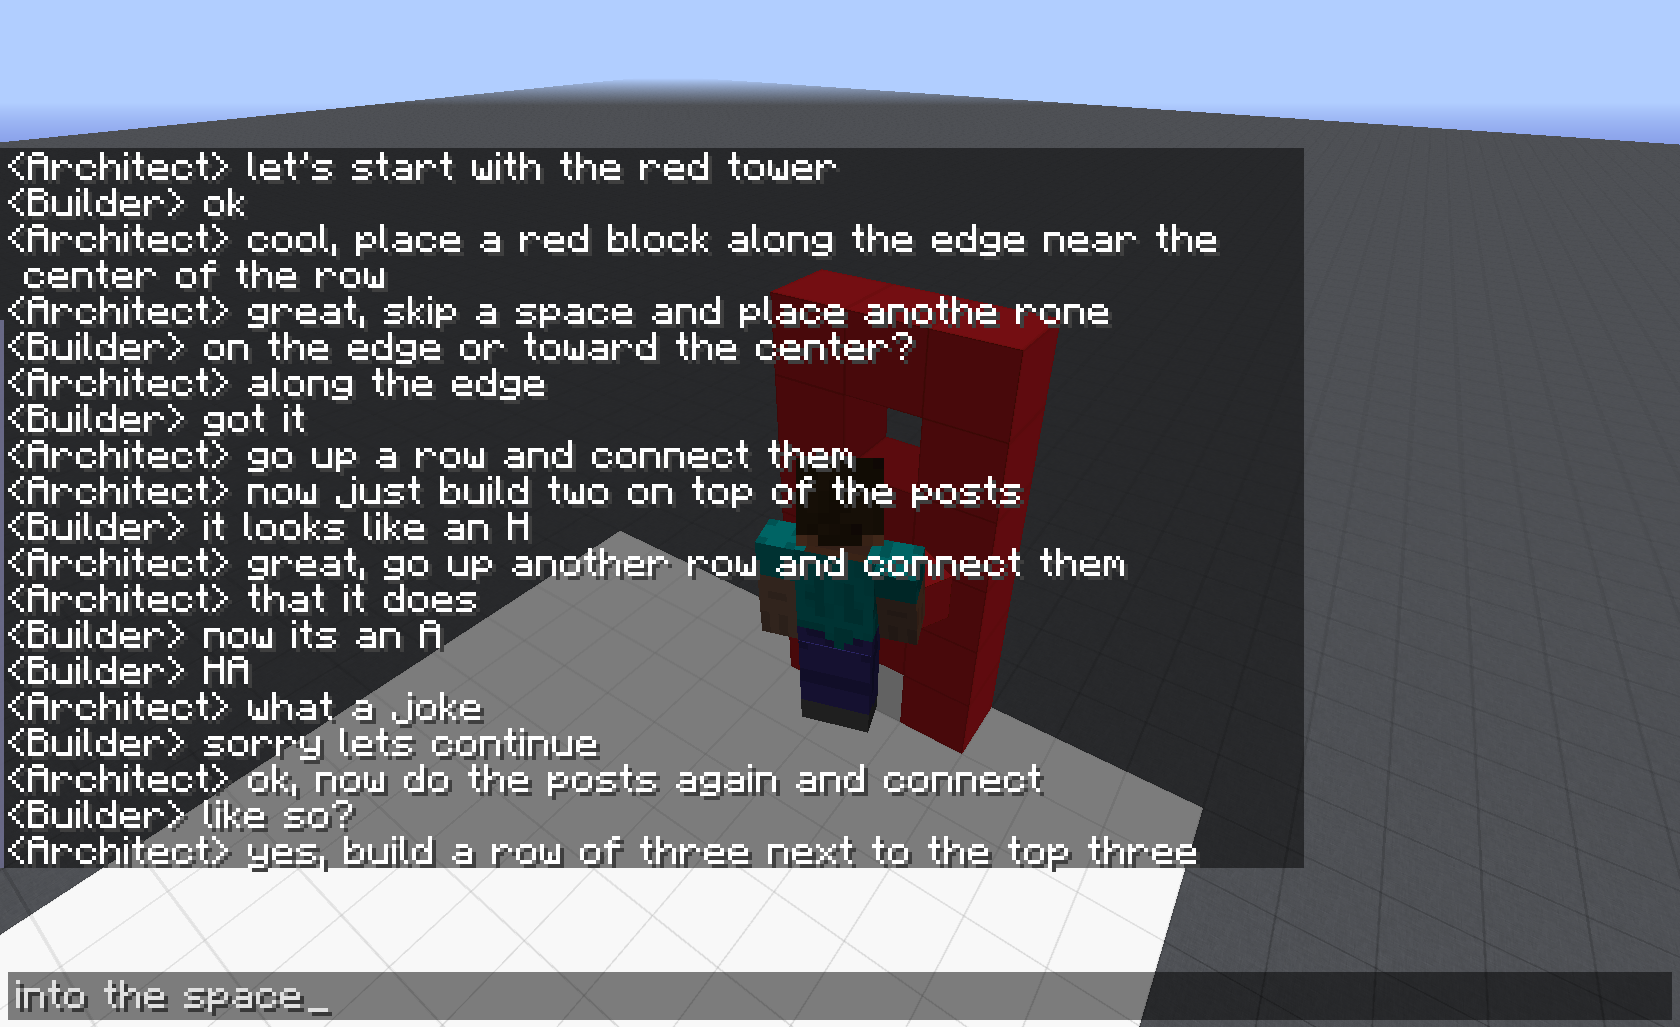 <Architect> let's start with the red tower
<Builder> ok
<Architect> cool, place a red block along the edge near the
center of the row
<Architect> great, skip a space and place anothe rone
<Builder> on the edge or toward the center?
<Architect> along the edge
<Builder> got it
<Architect> go up a row and connect them
<Architect> now just build two on top of the posts
<Builder> it looks like an H
<Architect> great, go up another row and connect them
<Architect> that it does
<Builder> now its an A
<Builder> HA
<Architect> what a joke
<Builder> sorry lets continue
<Architect> ok, now do the posts again and connect
<Builder> like so?
<Architect> yes, build a row of three next to the top three
into the space_